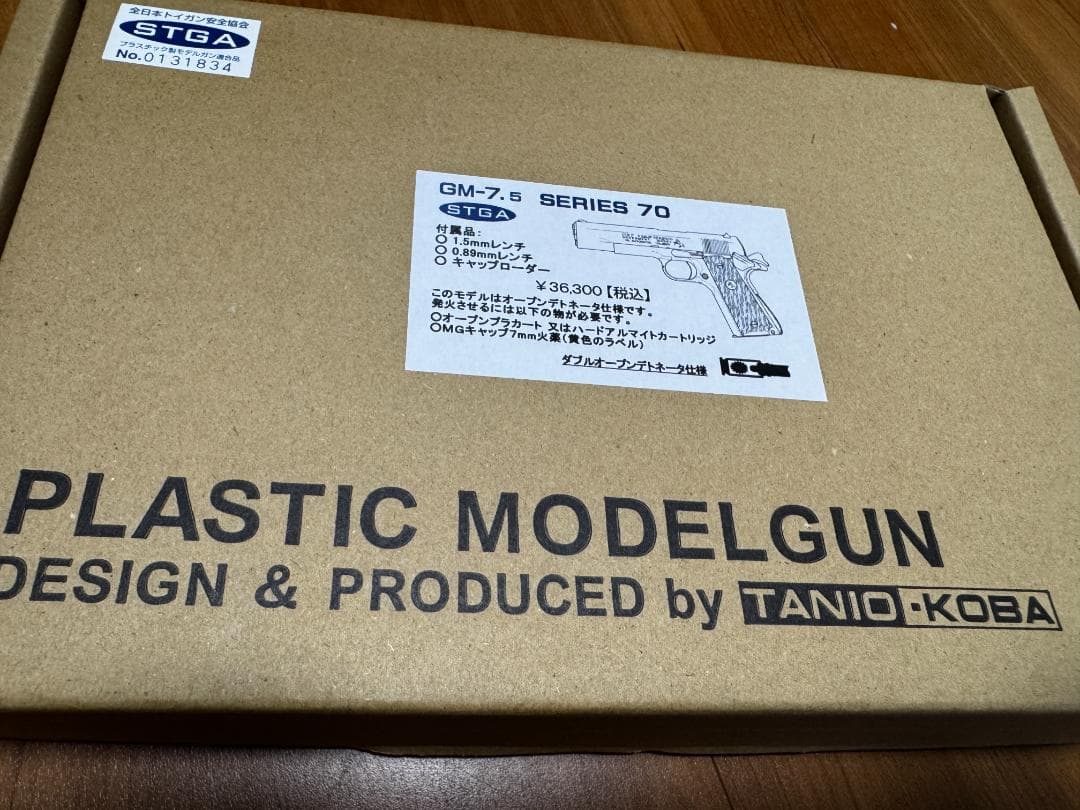 全日本トイガン安全協会
STGA
プラスチック製モデルガン適合品
No.0131834
GM-7.5 SERIES 70
STGA
付属品:
○ 1.5mmレンチ
○ 0.89mmレンチ
○ キャップローダー
¥36,300【税込】
このモデルはオープンデトネータ仕様です。
発火させるには以下の物が必要です。
○オープンプラカート 又はハードアルマイトカートリッジ
○MGキャップ7mm火薬(黄色のラベル)
ダブルオープンデトネータ仕様
PLASTIC MODELGUN
DESIGN & PRODUCED by TANIO・KOBA